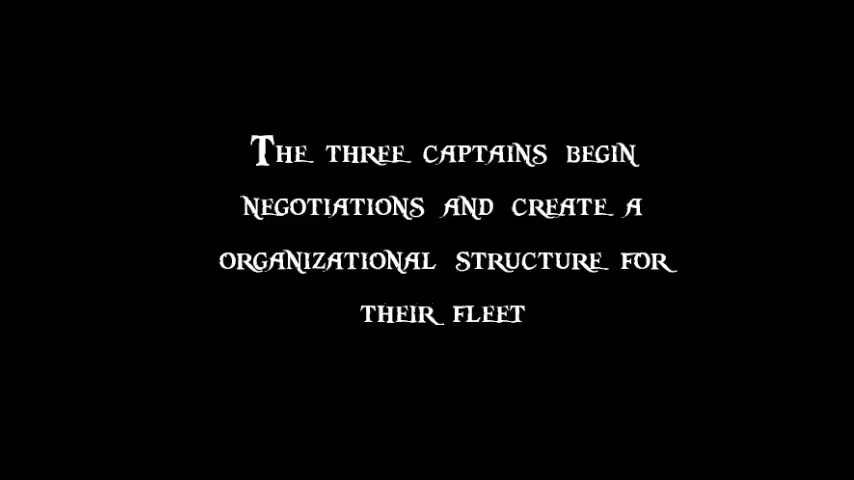 The three captains begin
negotiations and create a
organizational structure for
their fleet